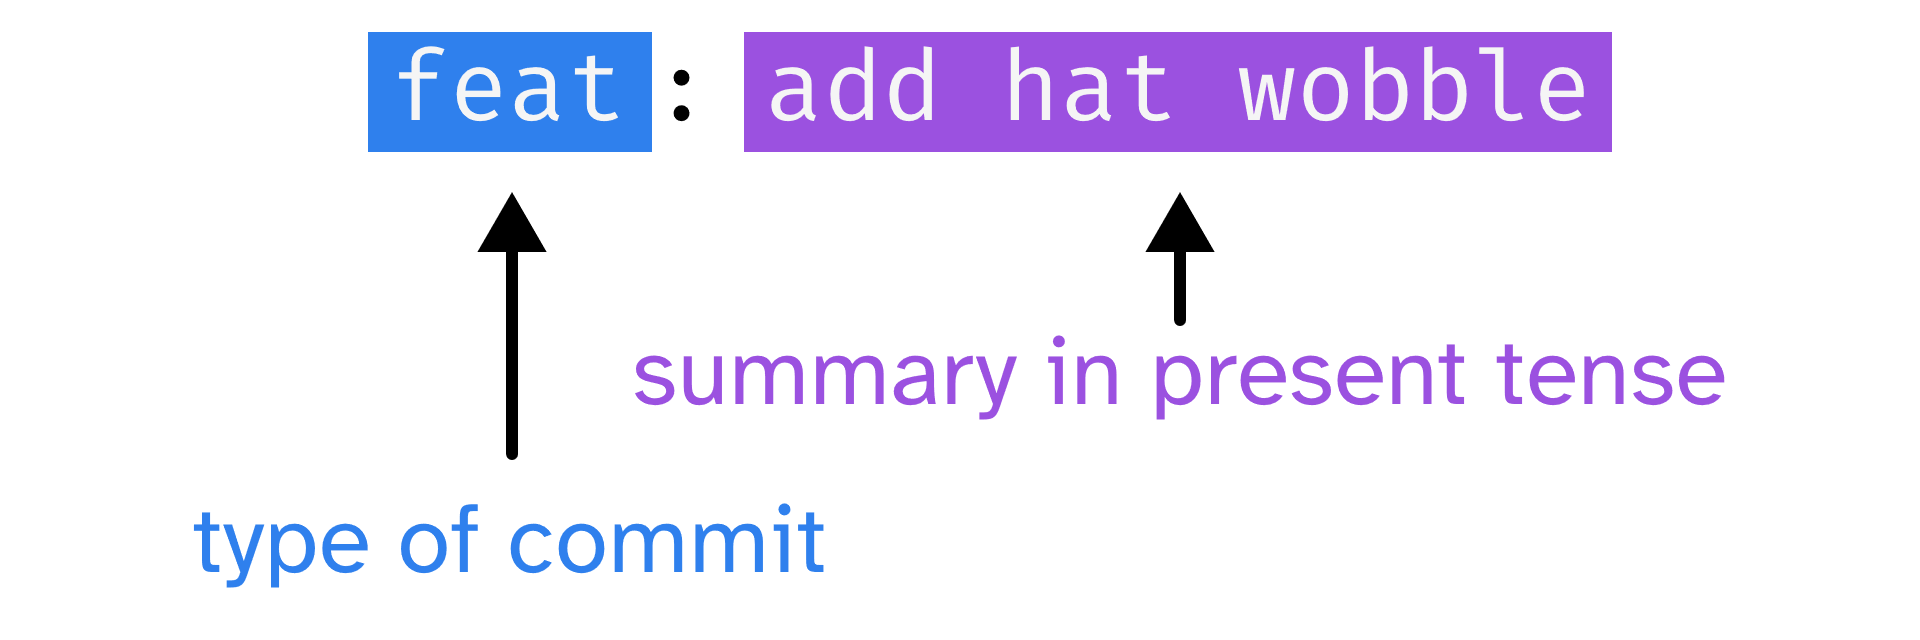 feat: add hat wobble
summary in present tense
type of commit